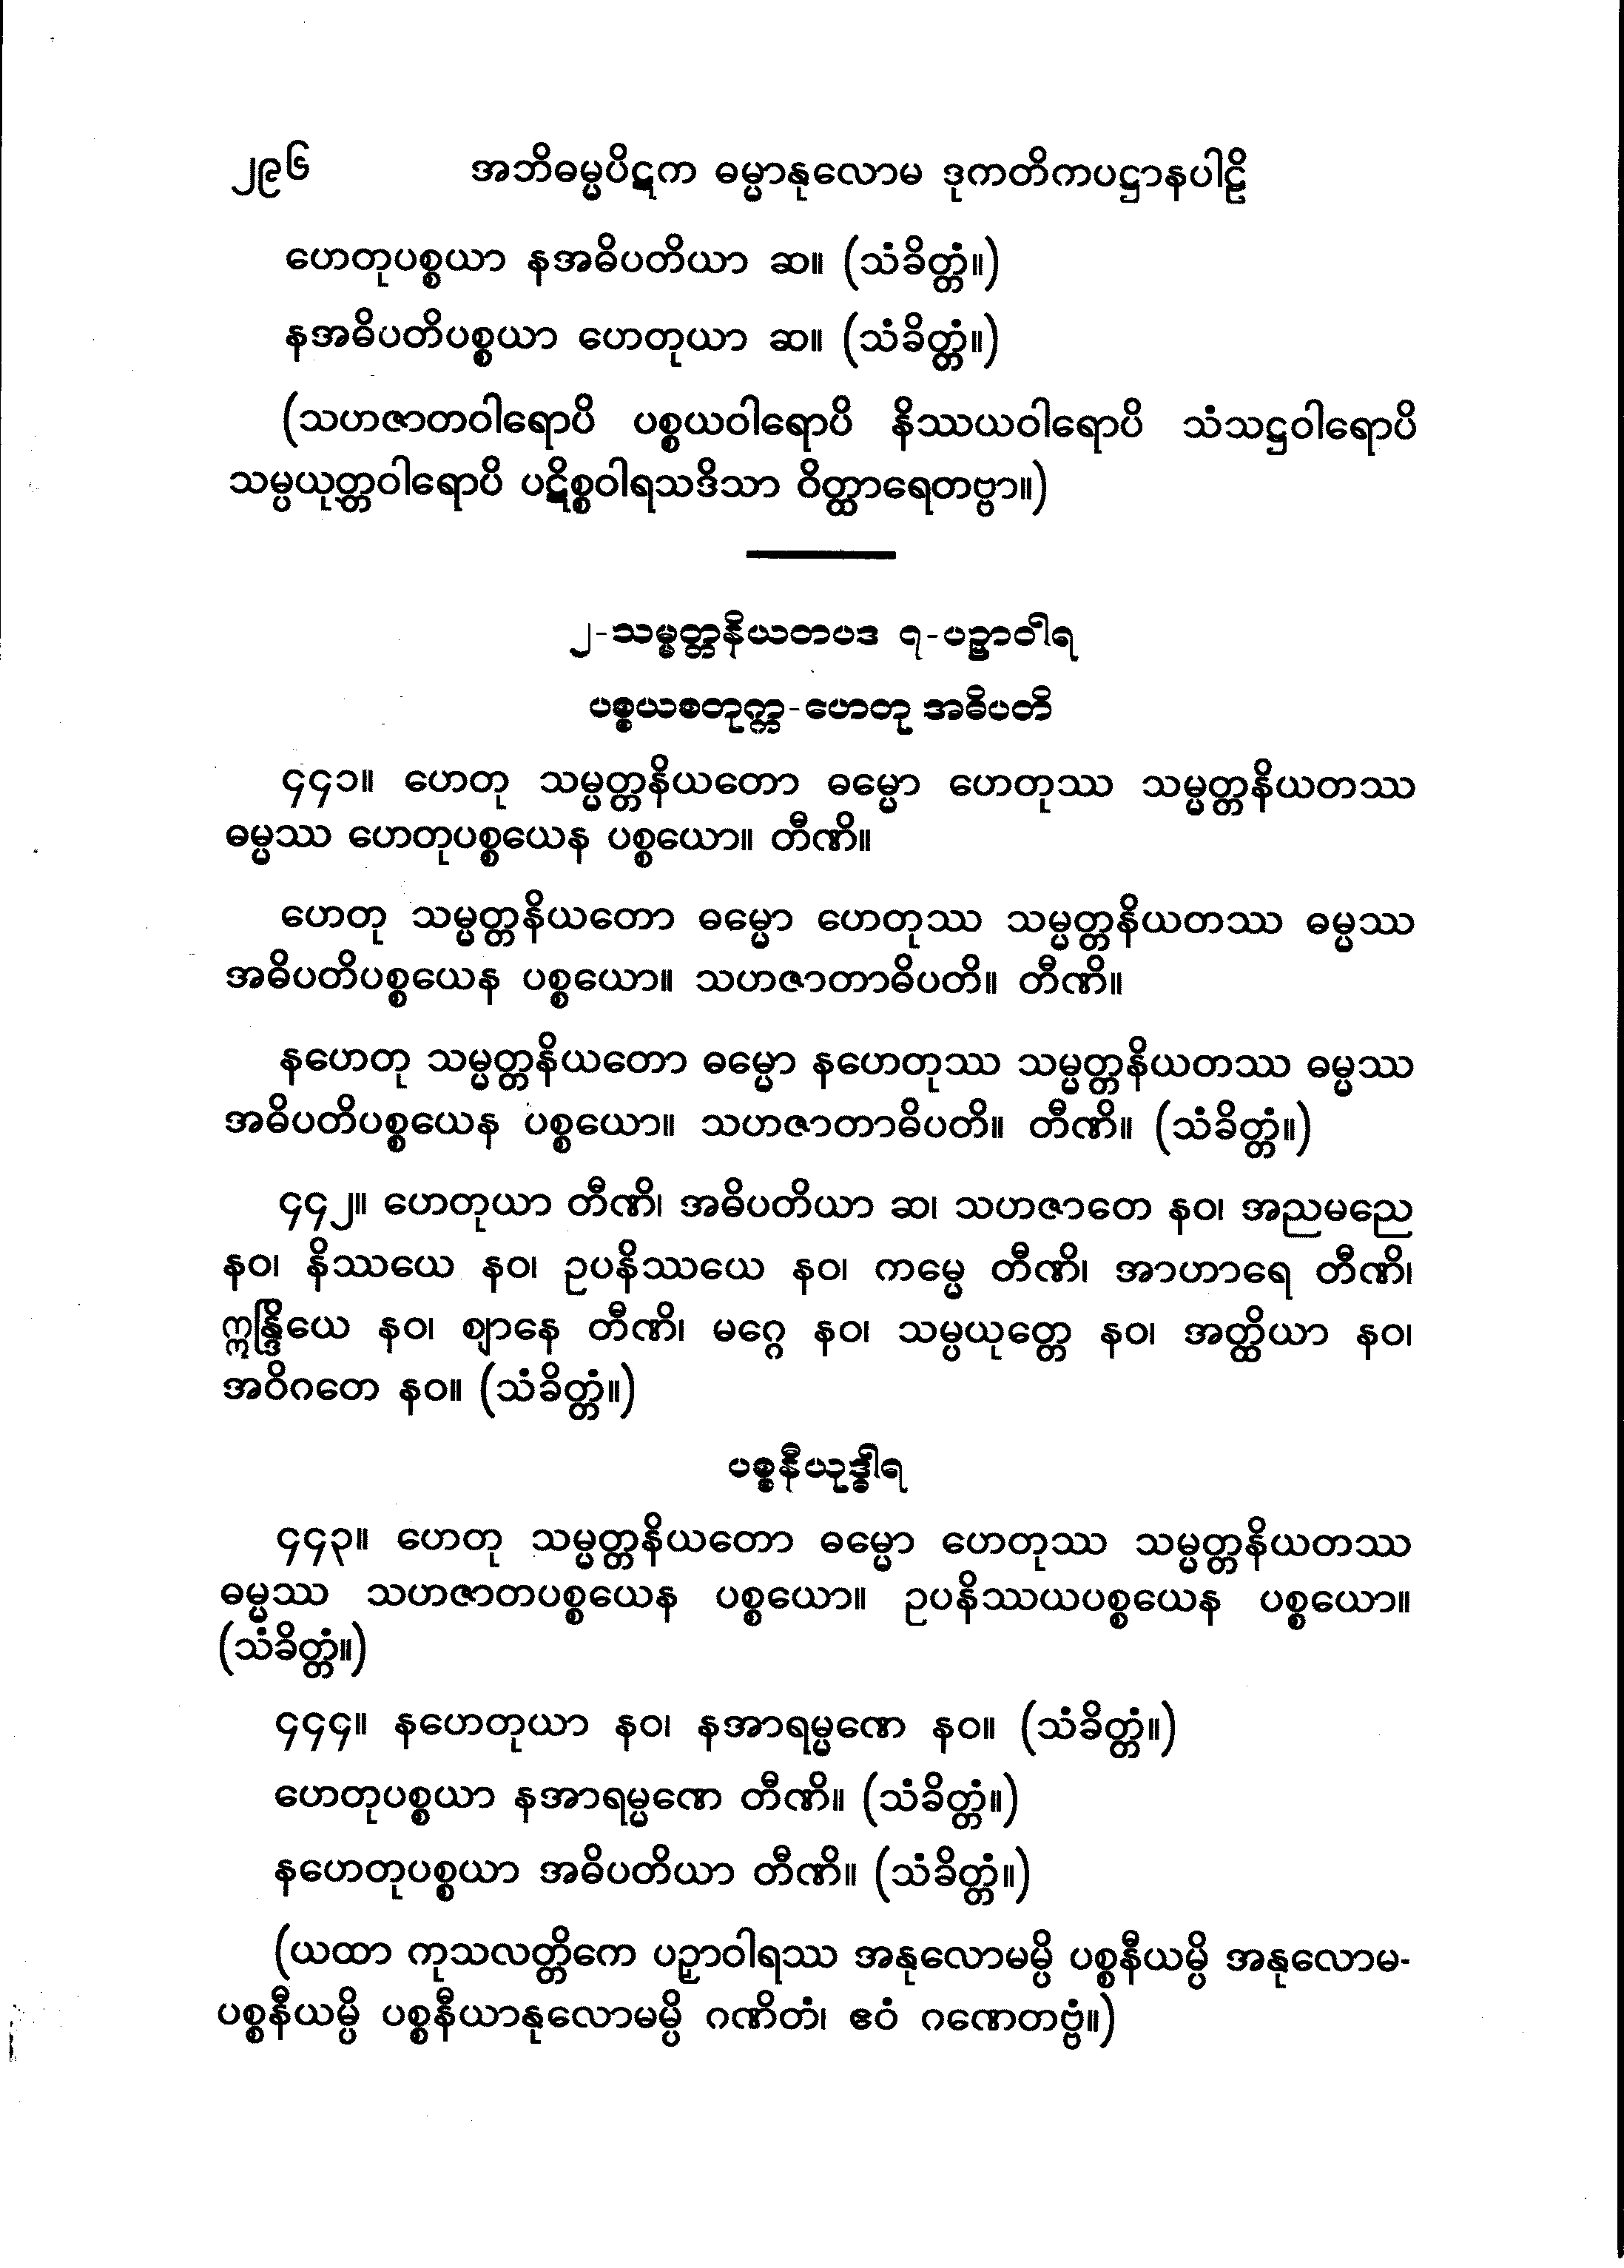 ၂၉၆ အဘိဓမ္မပိဋက ဓမ္မာနုလောမ ဒုကတိကပဋ္ဌာနပါဠိ
ဟေတုပစ္စယာ နအဓိပတိယာ ဆ။ (သံခိတ္တံ။)
နအဓိပတိပစ္စယာ ဟေတုယာ ဆ။ (သံခိတ္တံ။)
(သဟဇာတဝါရောပိ ပစ္စယဝါရောပိ နိဿယဝါရောပိ သံသဋ္ဌဝါရောပိ
သမ္ပယုတ္တဝါရောပိ ပဋိစ္စဝါရသဒိသာ ဝိတ္ထာရေတဗ္ဗာ။)
၂-သမ္မတ္တနိယတပဒ ၇-ပဉှာဝါရ
ပစ္စယစတုက္က-ဟေတု အဓိပတိ
၄၄၁။ ဟေတု သမ္မတ္တနိယတော ဓမ္မော ဟေတုဿ သမ္မတ္တနိယတဿ
ဓမ္မဿ ဟေတုပစ္စယေန ပစ္စယော။ တီဏိ။
ဟေတု သမ္မတ္တနိယတော ဓမ္မော ဟေတုဿ သမ္မတ္တနိယတဿ ဓမ္မဿ
အဓိပတိပစ္စယေန ပစ္စယော။ သဟဇာတာဓိပတိ။ တီဏိ။
နဟေတု သမ္မတ္တနိယတော ဓမ္မော နဟေတုဿ သမ္မတ္တနိယတဿ ဓမ္မဿ
အဓိပတိပစ္စယေန ပစ္စယော။ သဟဇာတာဓိပတိ။ တီဏိ။ (သံခိတ္တံ။)
၄၄၂။ ဟေတုယာ တီဏိ၊ အဓိပတိယာ ဆ၊ သဟဇာတေ နဝ၊ အညမညေ
နဝ၊ နိဿယေ နဝ၊ ဥပနိဿယေ နဝ၊ ကမ္မေ တီဏိ၊ အာဟာရေ တီဏိ၊
ဣန္ဒြိယေ နဝ၊ ဈာနေ တီဏိ၊ မဂ္ဂေ နဝ၊ သမ္ပယုတ္တေ နဝ၊ အတ္ထိယာ နဝ၊
အဝိဂတေ နဝ။ (သံခိတ္တံ။)
ပစ္စနီယုဒ္ဓါရ
၄၄၃။ ဟေတု သမ္မတ္တနိယတော ဓမ္မော ဟေတုဿ သမ္မတ္တနိယတဿ
ဓမ္မဿ သဟဇာတပစ္စယေန ပစ္စယော။ ဥပနိဿယပစ္စယေန ပစ္စယော။
(သံခိတ္တံ။)
၄၄၄။ နဟေတုယာ နဝ၊ နအာရမ္မဏေ နဝ။ (သံခိတ္တံ။)
ဟေတုပစ္စယာ နအာရမ္မဏေ တီဏိ။ (သံခိတ္တံ။)
နဟေတုပစ္စယာ အဓိပတိယာ တီဏိ။ (သံခိတ္တံ။)
(ယထာ ကုသလတ္တိကေ ပဉှာဝါရဿ အနုလောမမ္ပိ ပစ္စနီယမ္ပိ အနုလောမ-
ပစ္စနီယမ္ပိ ပစ္စနီယာနုလောမမ္ပိ ဂဏိတံ၊ ဧဝံ ဂဏေတဗ္ဗံ။)